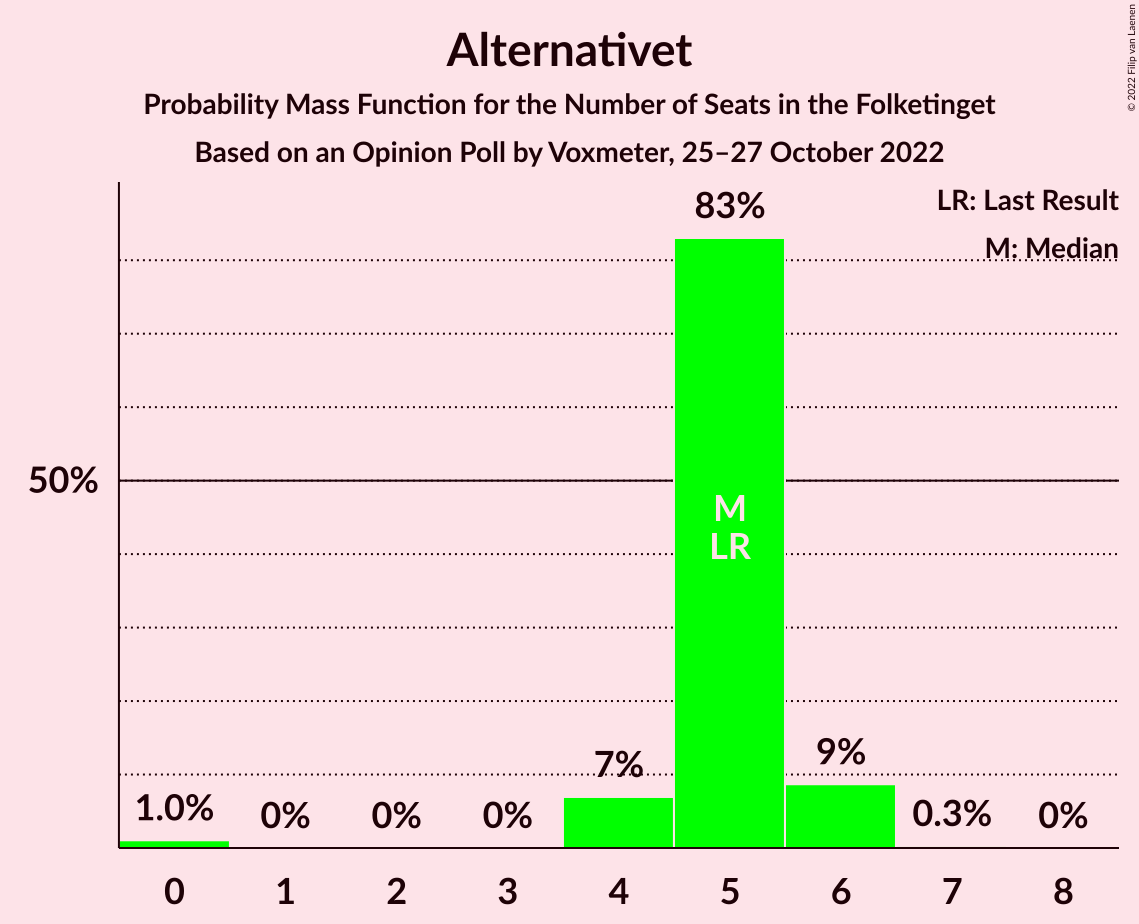 Alternativet
Probability Mass Function for the Number of Seats in the Folketinget
Based on an Opinion Poll by Voxmeter, 25–27 October 2022
© 2022 Filip van Laenen
LR: Last Result
M: Median
83%
50%
M
LR
1.0%
0%
0%
0%
7%
9%
0.3%
0%
0 1 2 3 4 5 6 7 8